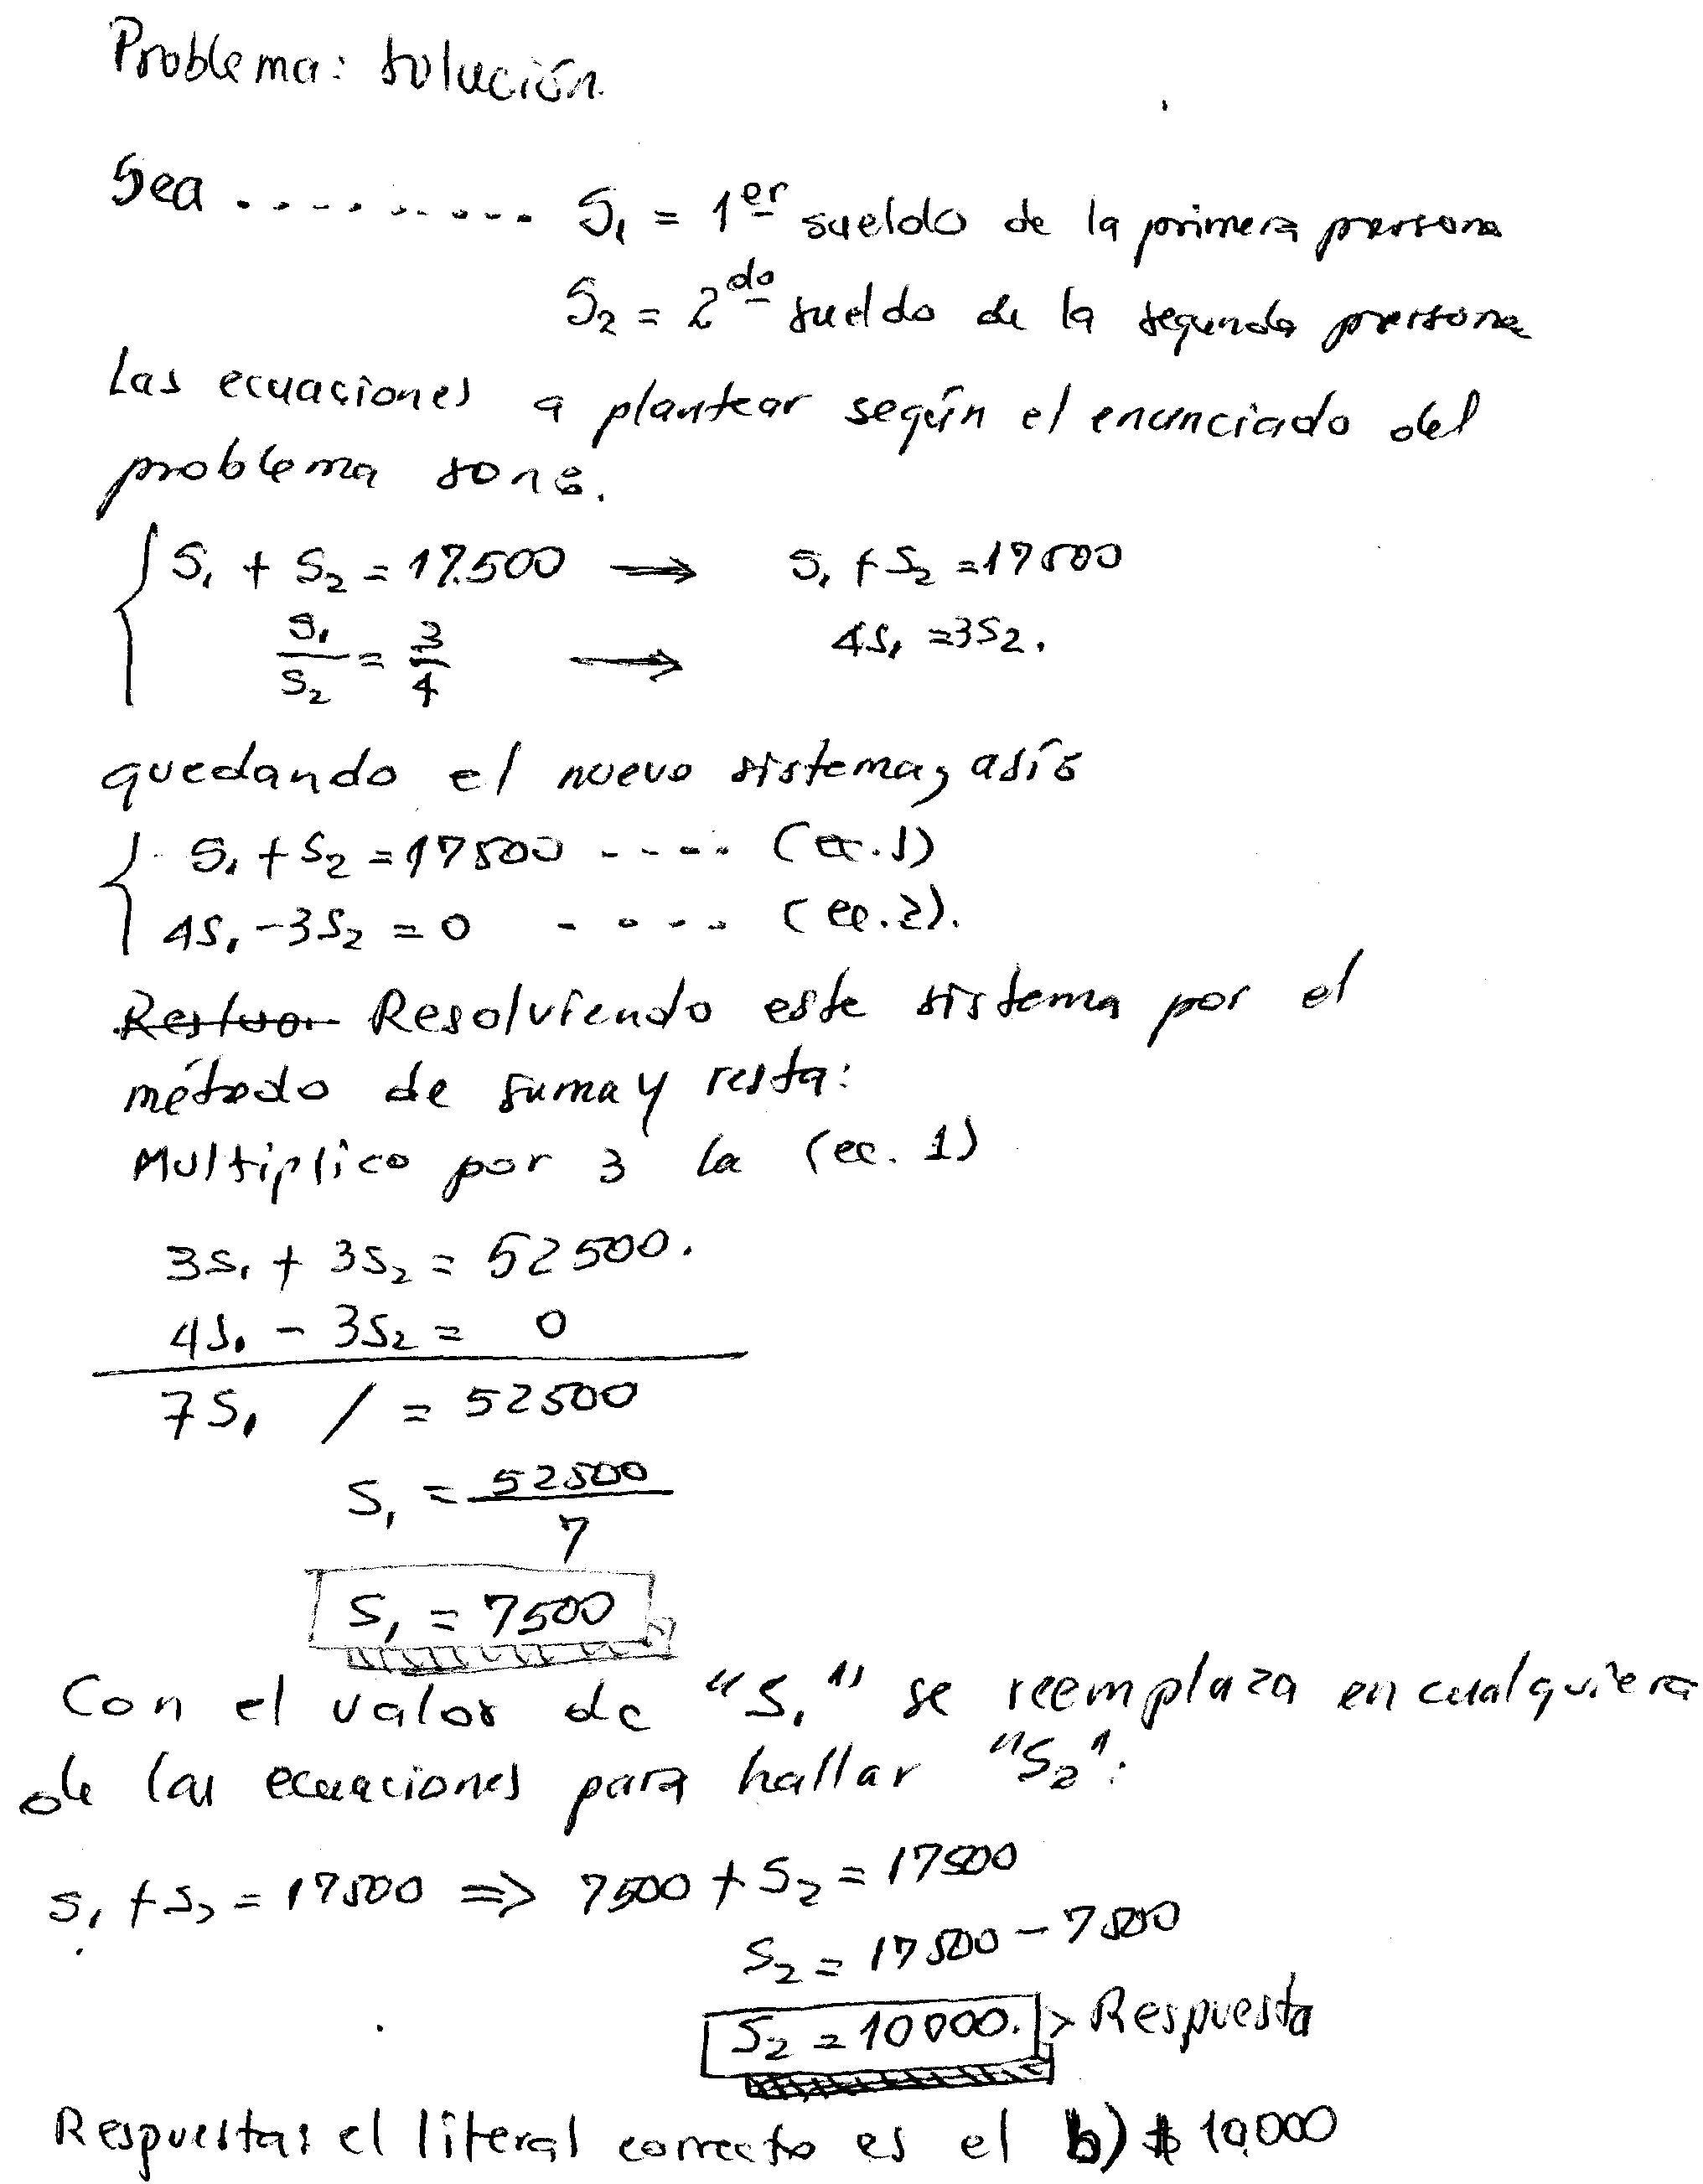 Problema: solución.
Sea ......... S₁ = 1er sueldo de la primera persona
S₂ = 2do sueldo de la segunda persona
Las ecuaciones a plantear según el enunciado del
problema son:.
S₁ + S₂ = 17.500 → S₁ + S₂ = 17500
S₁/S₂ = 3/4 → 4S₁ = 3S₂.
quedando el nuevo sistema, así:
S₁ + S₂ = 17500 ..... (ec.1)
4S₁ - 3S₂ = 0 ..... (ec.2).
Resolviendo este sistema por el
método de suma y resta:
Multiplico por 3 la (ec. 1)
3S₁ + 3S₂ = 52500.
4S₁ - 3S₂ = 0
7S₁ / = 52500
S₁ = 52500/7
S₁ = 7500
Con el valor de "S₁" se reemplaza en cualquiera
de las ecuaciones para hallar "S₂".
S₁ + S₂ = 17500 => 7500 + S₂ = 17500
S₂ = 17500 - 7500
S₂ = 10000. > Respuesta
Respuesta: el literal correcto es el b) $ 10,000